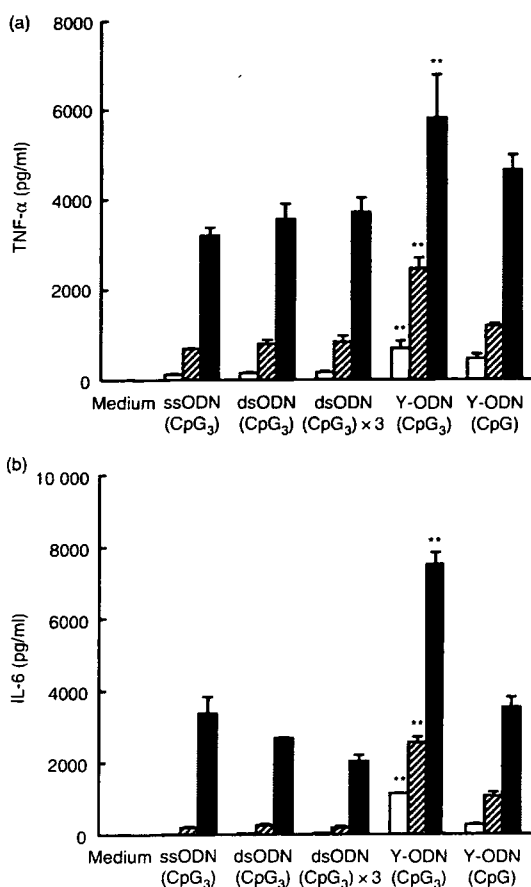 (a)
8000
6000
4000
2000
0
TNF-α (pg/ml)
**
**
**
Medium ssODN dsODN dsODN Y-ODN Y-ODN
(CpG₃) (CpG₃) (CpG₃) × 3 (CpG₃) (CpG)
(b)
10 000
8000
6000
4000
2000
0
IL-6 (pg/ml)
**
**
**
Medium ssODN dsODN dsODN Y-ODN Y-ODN
(CpG₃) (CpG₃) (CpG₃) × 3 (CpG₃) (CpG)